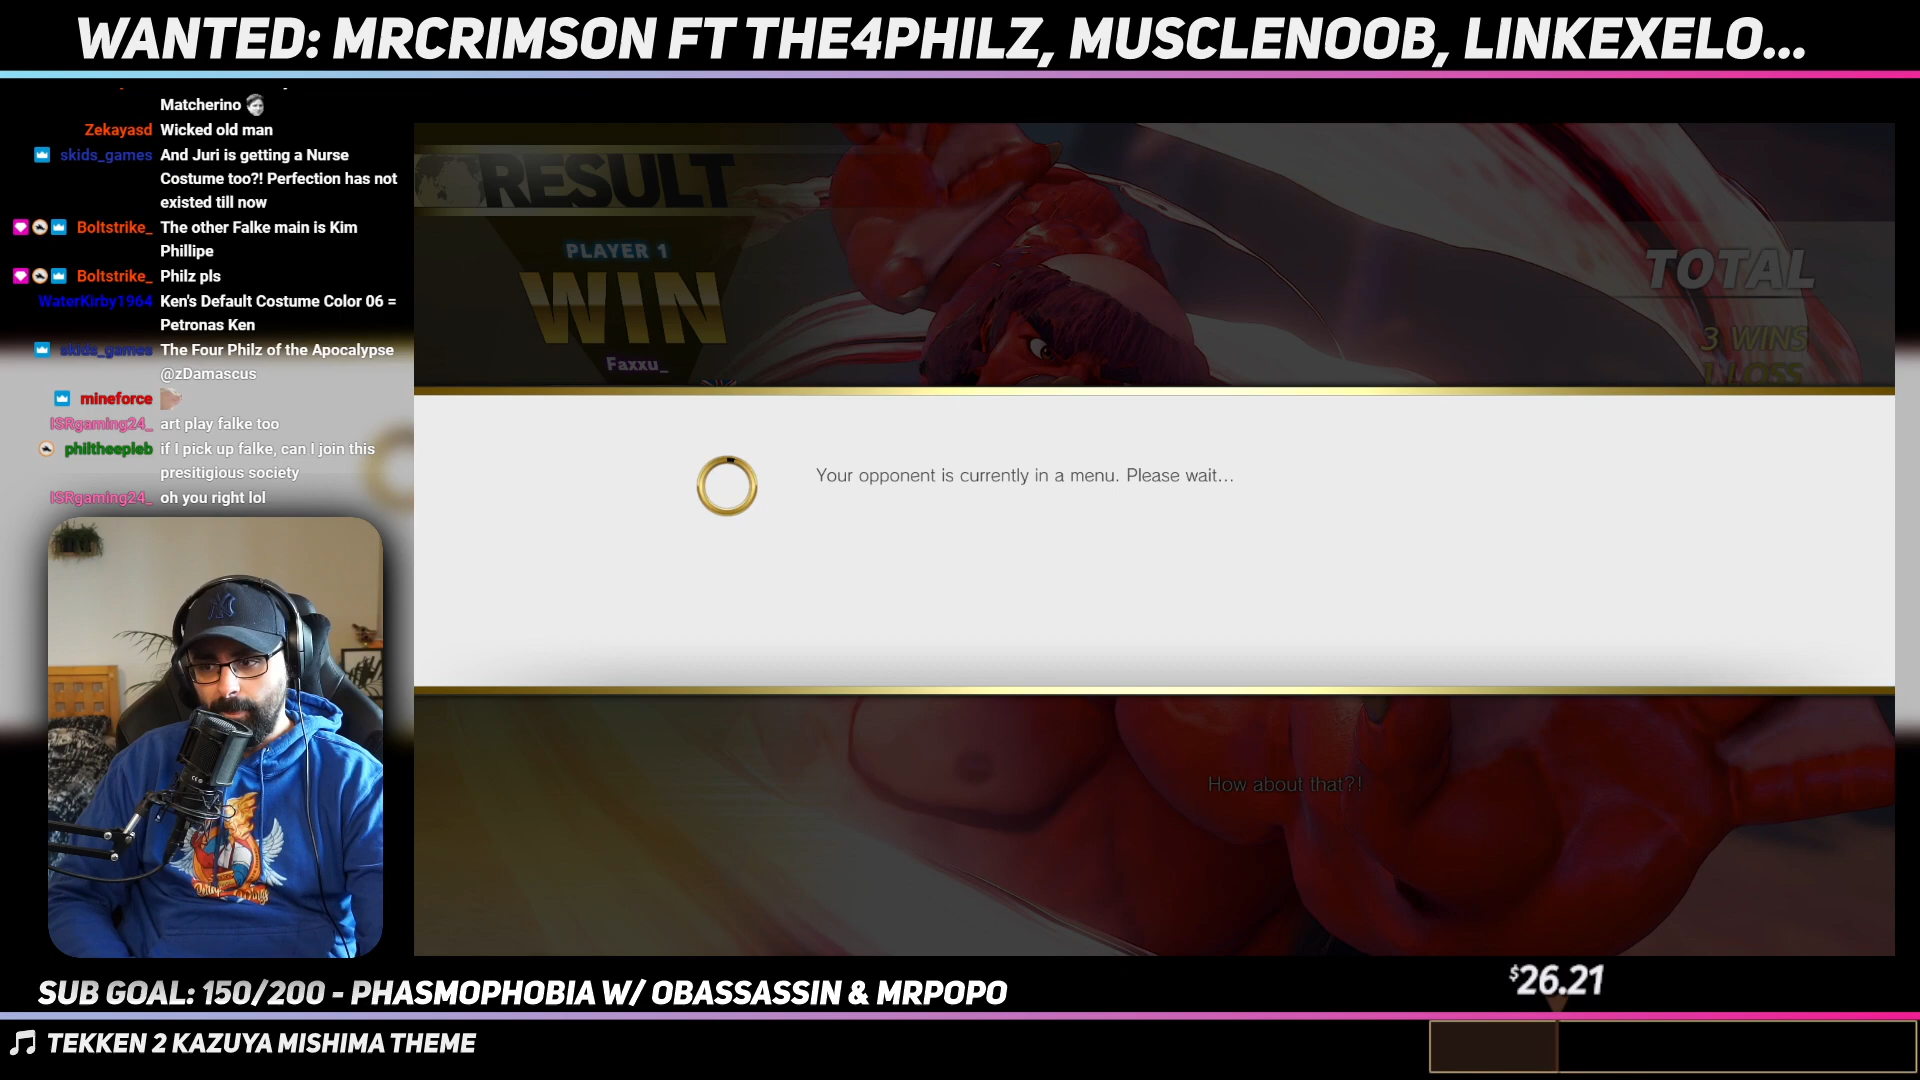 WANTED: MRCRIMSON FT THE4PHILZ, MUSCLENOOB, LINKEXELO...
Matcherino
Zekayasd Wicked old man
skids_games And Juri is getting a Nurse
Costume too?! Perfection has not
existed till now
Boltstrike_ The other Falke main is Kim
Phillipe
Boltstrike_ Philz pls
WaterKirby1964 Ken's Default Costume Color 06 =
Petronas Ken
skids_games The Four Philz of the Apocalypse
@zDamascus
mineforce
ISRgaming24_ art play falke too
philtheepleb if I pick up falke, can I join this
presitigious society
ISRgaming24_ oh you right lol
RESULT
PLAYER 1
WIN
Faxxu_
TOTAL
3 WINS
1 LOSS
Your opponent is currently in a menu. Please wait...
How about that?!
NY
SUB GOAL: 150/200 - PHASMOPHOBIA W/ OBASSASSIN & MRPOPO
$26.21
TEKKEN 2 KAZUYA MISHIMA THEME